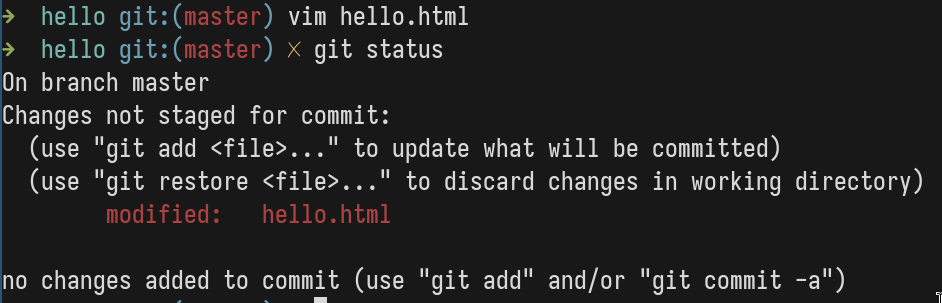 ➜  hello git:(master) vim hello.html
➜  hello git:(master) ✗ git status
On branch master
Changes not staged for commit:
  (use "git add <file>..." to update what will be committed)
  (use "git restore <file>..." to discard changes in working directory)
        modified:   hello.html

no changes added to commit (use "git add" and/or "git commit -a")